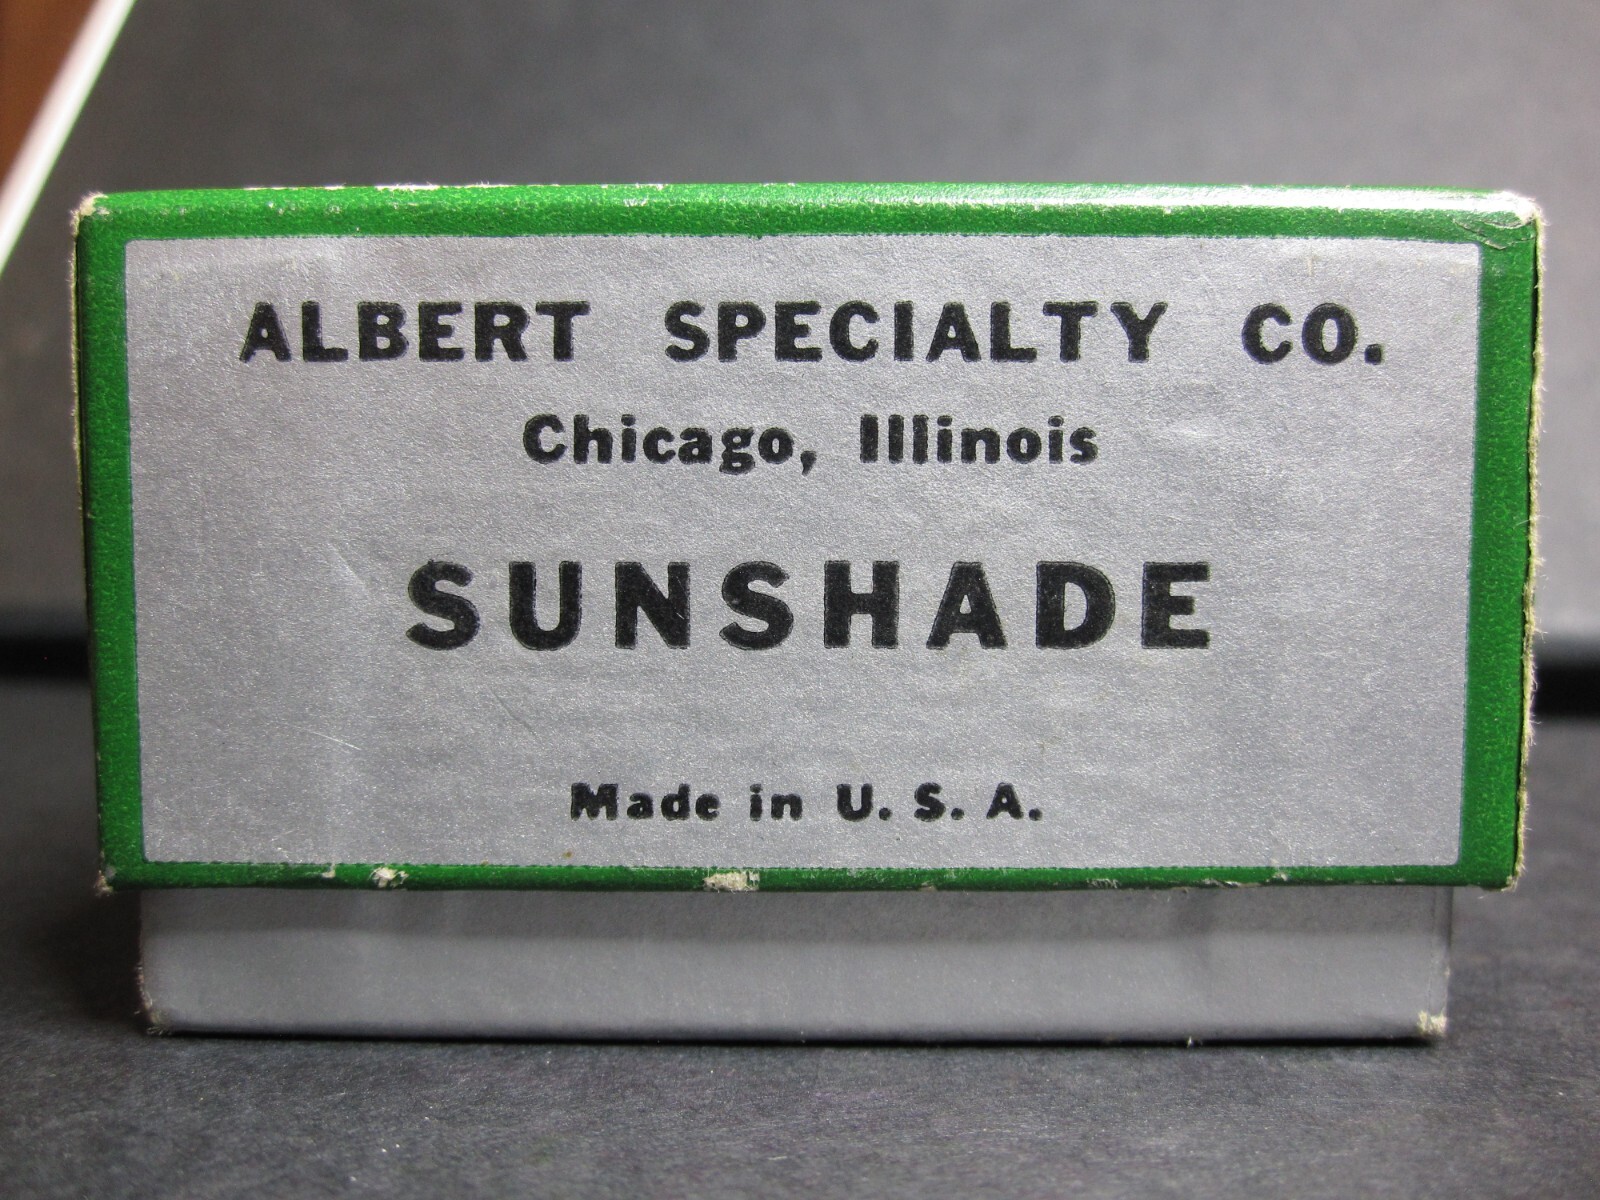 ALBERT SPECIALTY CO.
Chicago, Illinois
SUNSHADE
Made in U. S. A.